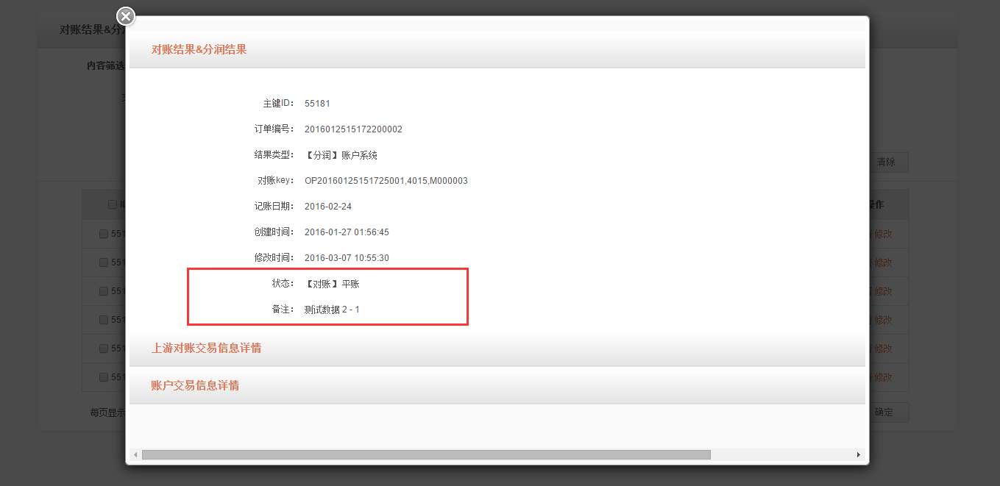 对账结果&分
对账结果&分润结果
内容筛选
主键ID： 55181
订单编号： 2016012515172200002
结果类型： 【分润】账户系统
清除
对账key： OP20160125151725001,4015,M000003
操作
记账日期： 2016-02-24
551
修改
创建时间： 2016-01-27 01:56:45
551
修改
修改时间： 2016-03-07 10:55:30
状态： 【对账】平账
551
修改
备注： 测试数据 2 - 1
551
修改
上游对账交易信息详情
551
修改
551
修改
账户交易信息详情
每页显示
确定